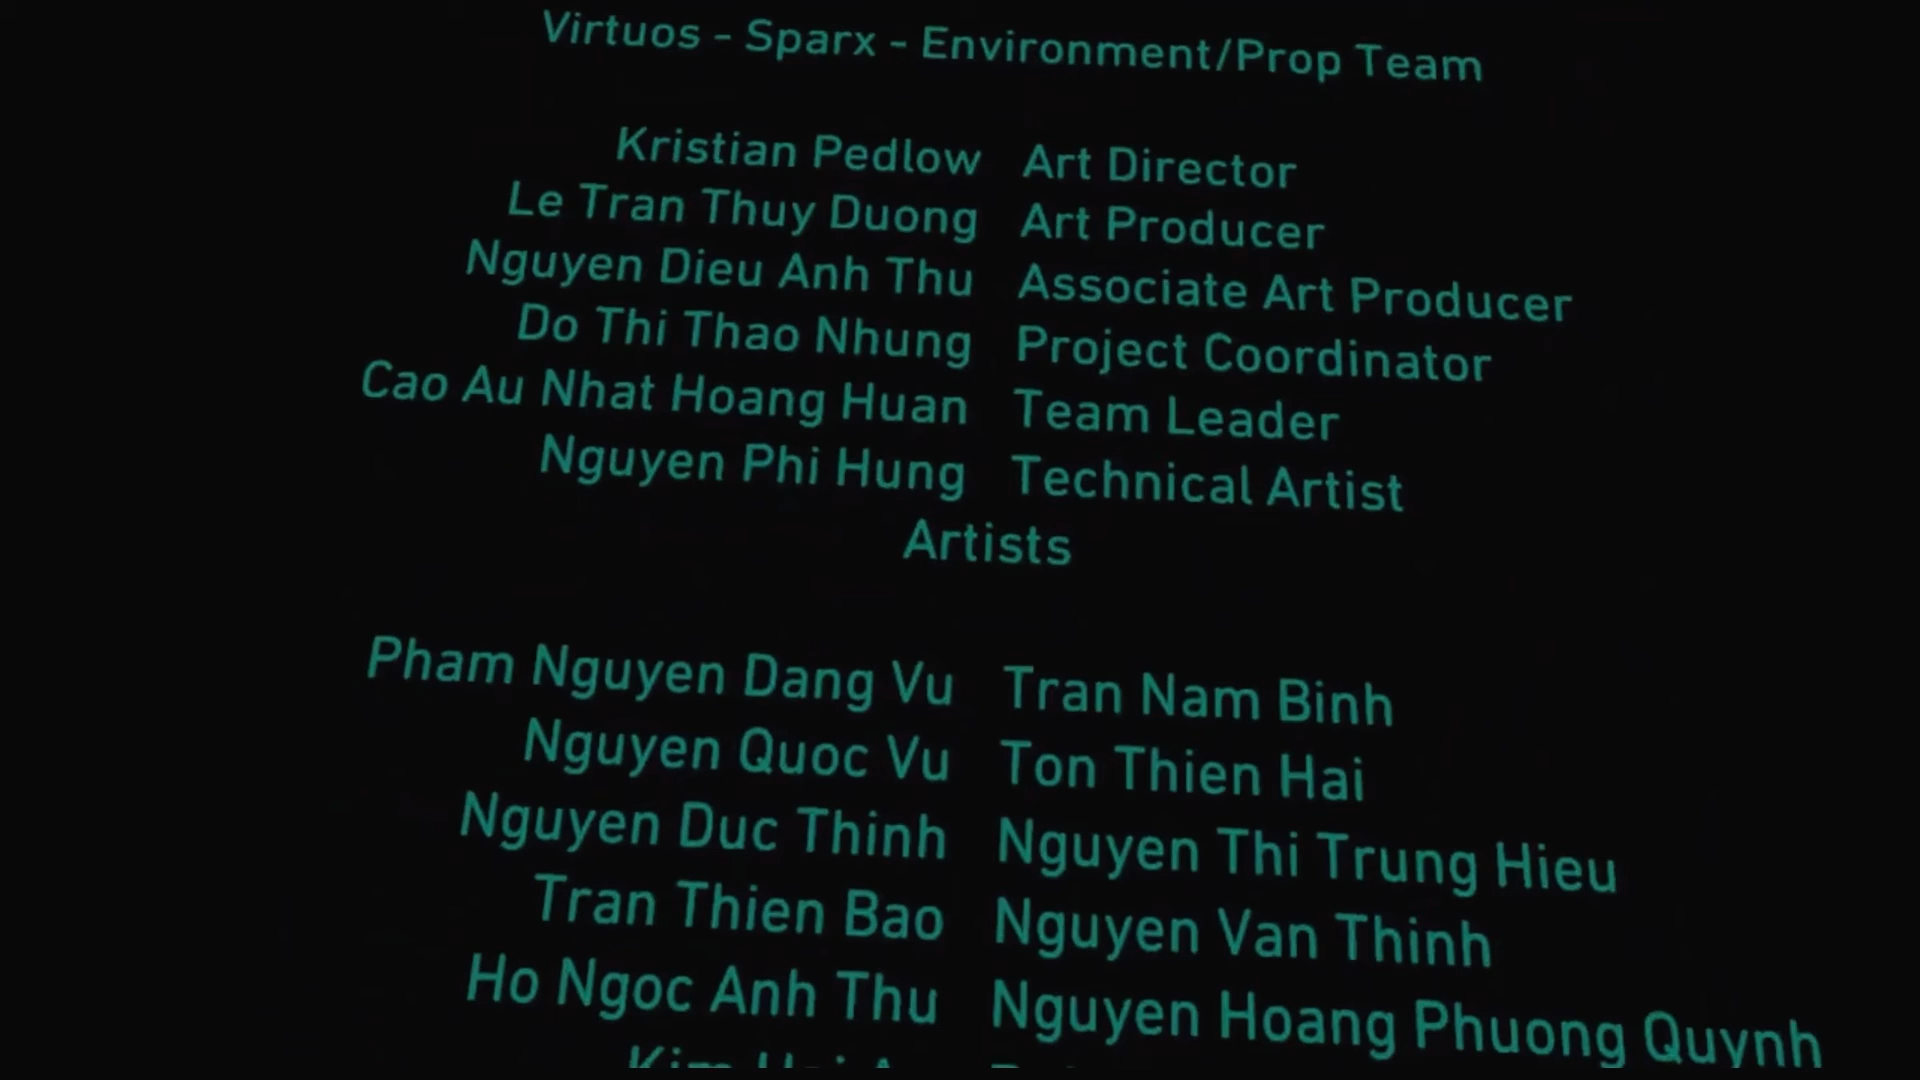 Virtuos - Sparx - Environment/Prop Team
Kristian Pedlow Art Director
Le Tran Thuy Duong Art Producer
Nguyen Dieu Anh Thu Associate Art Producer
Do Thi Thao Nhung Project Coordinator
Cao Au Nhat Hoang Huan Team Leader
Nguyen Phi Hung Technical Artist
Artists
Pham Nguyen Dang Vu Tran Nam Binh
Nguyen Quoc Vu Ton Thien Hai
Nguyen Duc Thinh Nguyen Thi Trung Hieu
Tran Thien Bao Nguyen Van Thinh
Ho Ngoc Anh Thu Nguyen Hoang Phuong Quynh